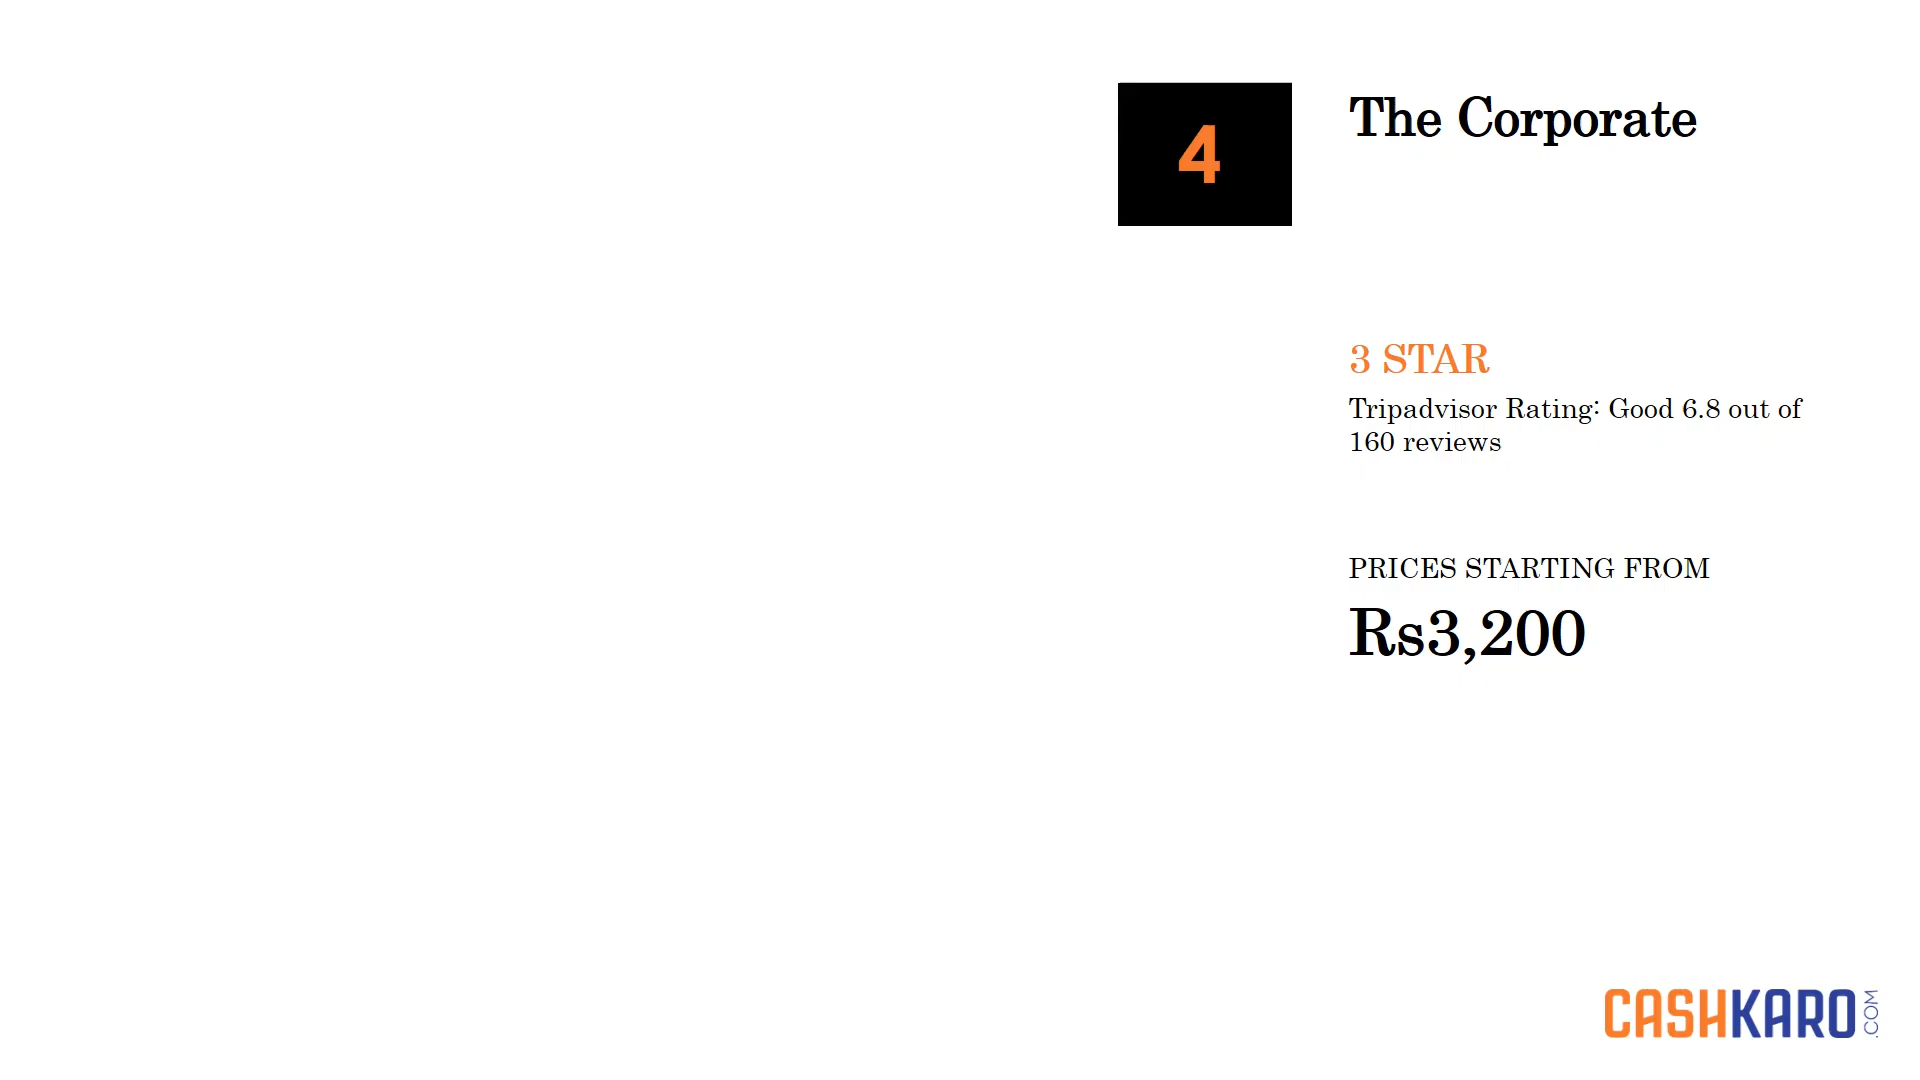 4
The Corporate
3 STAR
Tripadvisor Rating: Good 6.8 out of
160 reviews
PRICES STARTING FROM
Rs3,200
CASHKARO.COM